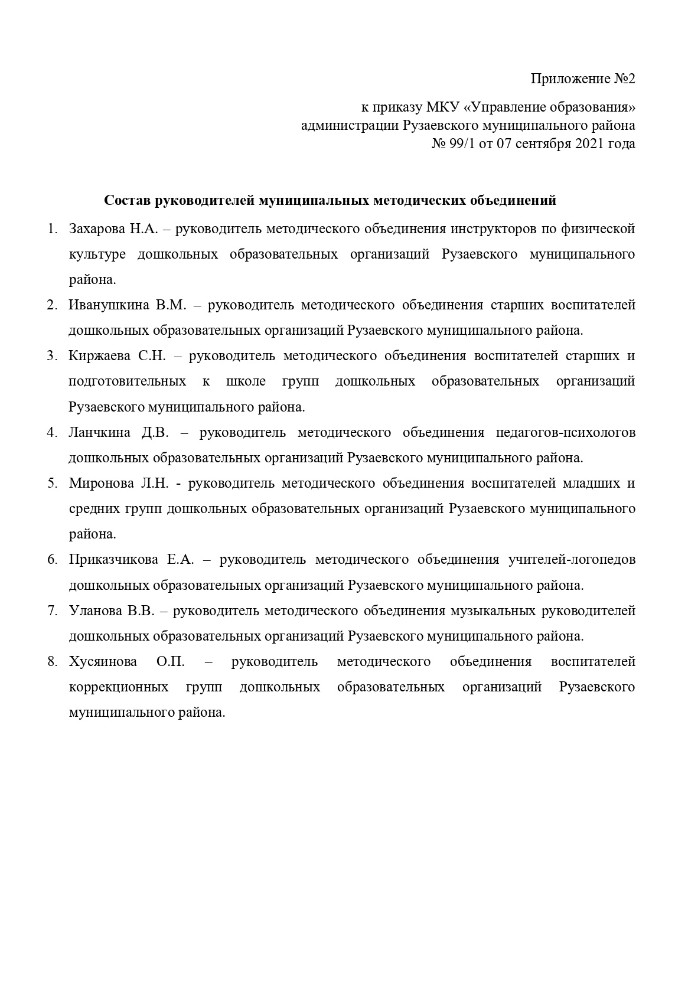 Приложение №2
к приказу МКУ «Управление образования»
администрации Рузаевского муниципального района
№ 99/1 от 07 сентября 2021 года
Состав руководителей муниципальных методических объединений
1. Захарова Н.А. – руководитель методического объединения инструкторов по физической
культуре дошкольных образовательных организаций Рузаевского муниципального
района.
2. Иванушкина В.М. – руководитель методического объединения старших воспитателей
дошкольных образовательных организаций Рузаевского муниципального района.
3. Киржаева С.Н. – руководитель методического объединения воспитателей старших и
подготовительных к школе групп дошкольных образовательных организаций
Рузаевского муниципального района.
4. Ланчкина Д.В. – руководитель методического объединения педагогов-психологов
дошкольных образовательных организаций Рузаевского муниципального района.
5. Миронова Л.Н. - руководитель методического объединения воспитателей младших и
средних групп дошкольных образовательных организаций Рузаевского муниципального
района.
6. Приказчикова Е.А. – руководитель методического объединения учителей-логопедов
дошкольных образовательных организаций Рузаевского муниципального района.
7. Уланова В.В. – руководитель методического объединения музыкальных руководителей
дошкольных образовательных организаций Рузаевского муниципального района.
8. Хусяинова О.П. – руководитель методического объединения воспитателей
коррекционных групп дошкольных образовательных организаций Рузаевского
муниципального района.